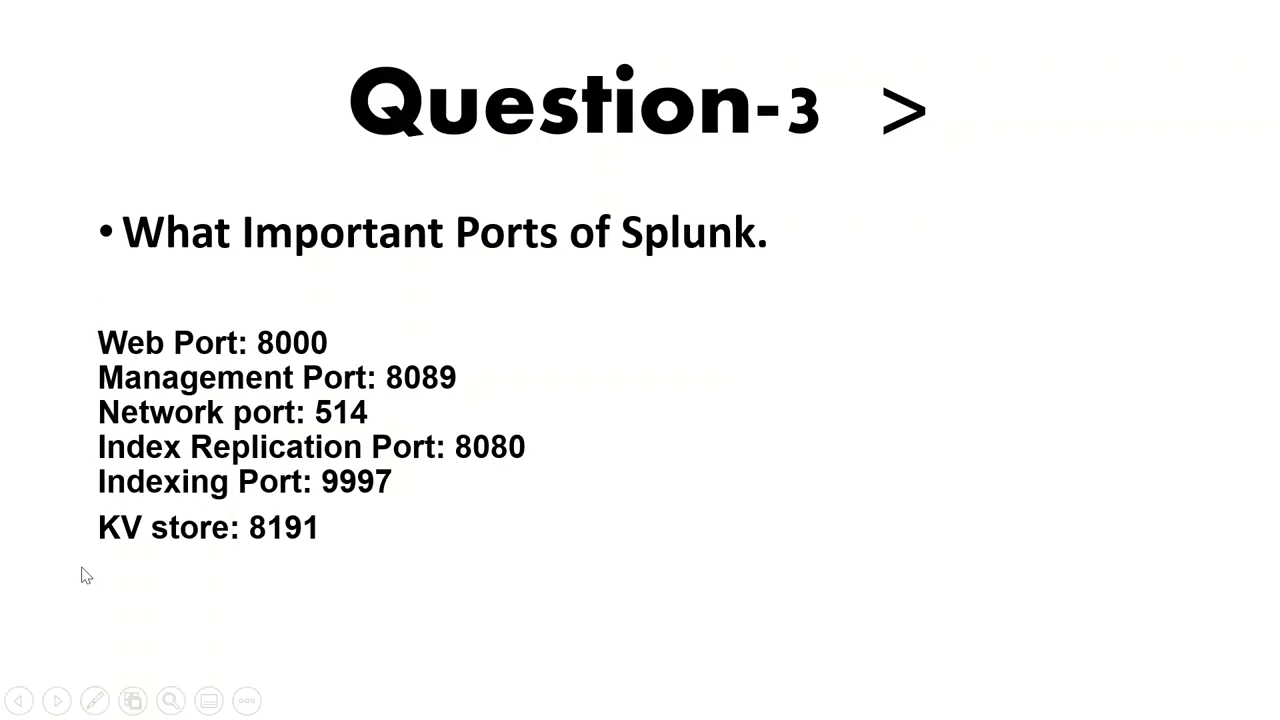 Question-3 >
• What Important Ports of Splunk.
Web Port: 8000
Management Port: 8089
Network port: 514
Index Replication Port: 8080
Indexing Port: 9997
KV store: 8191